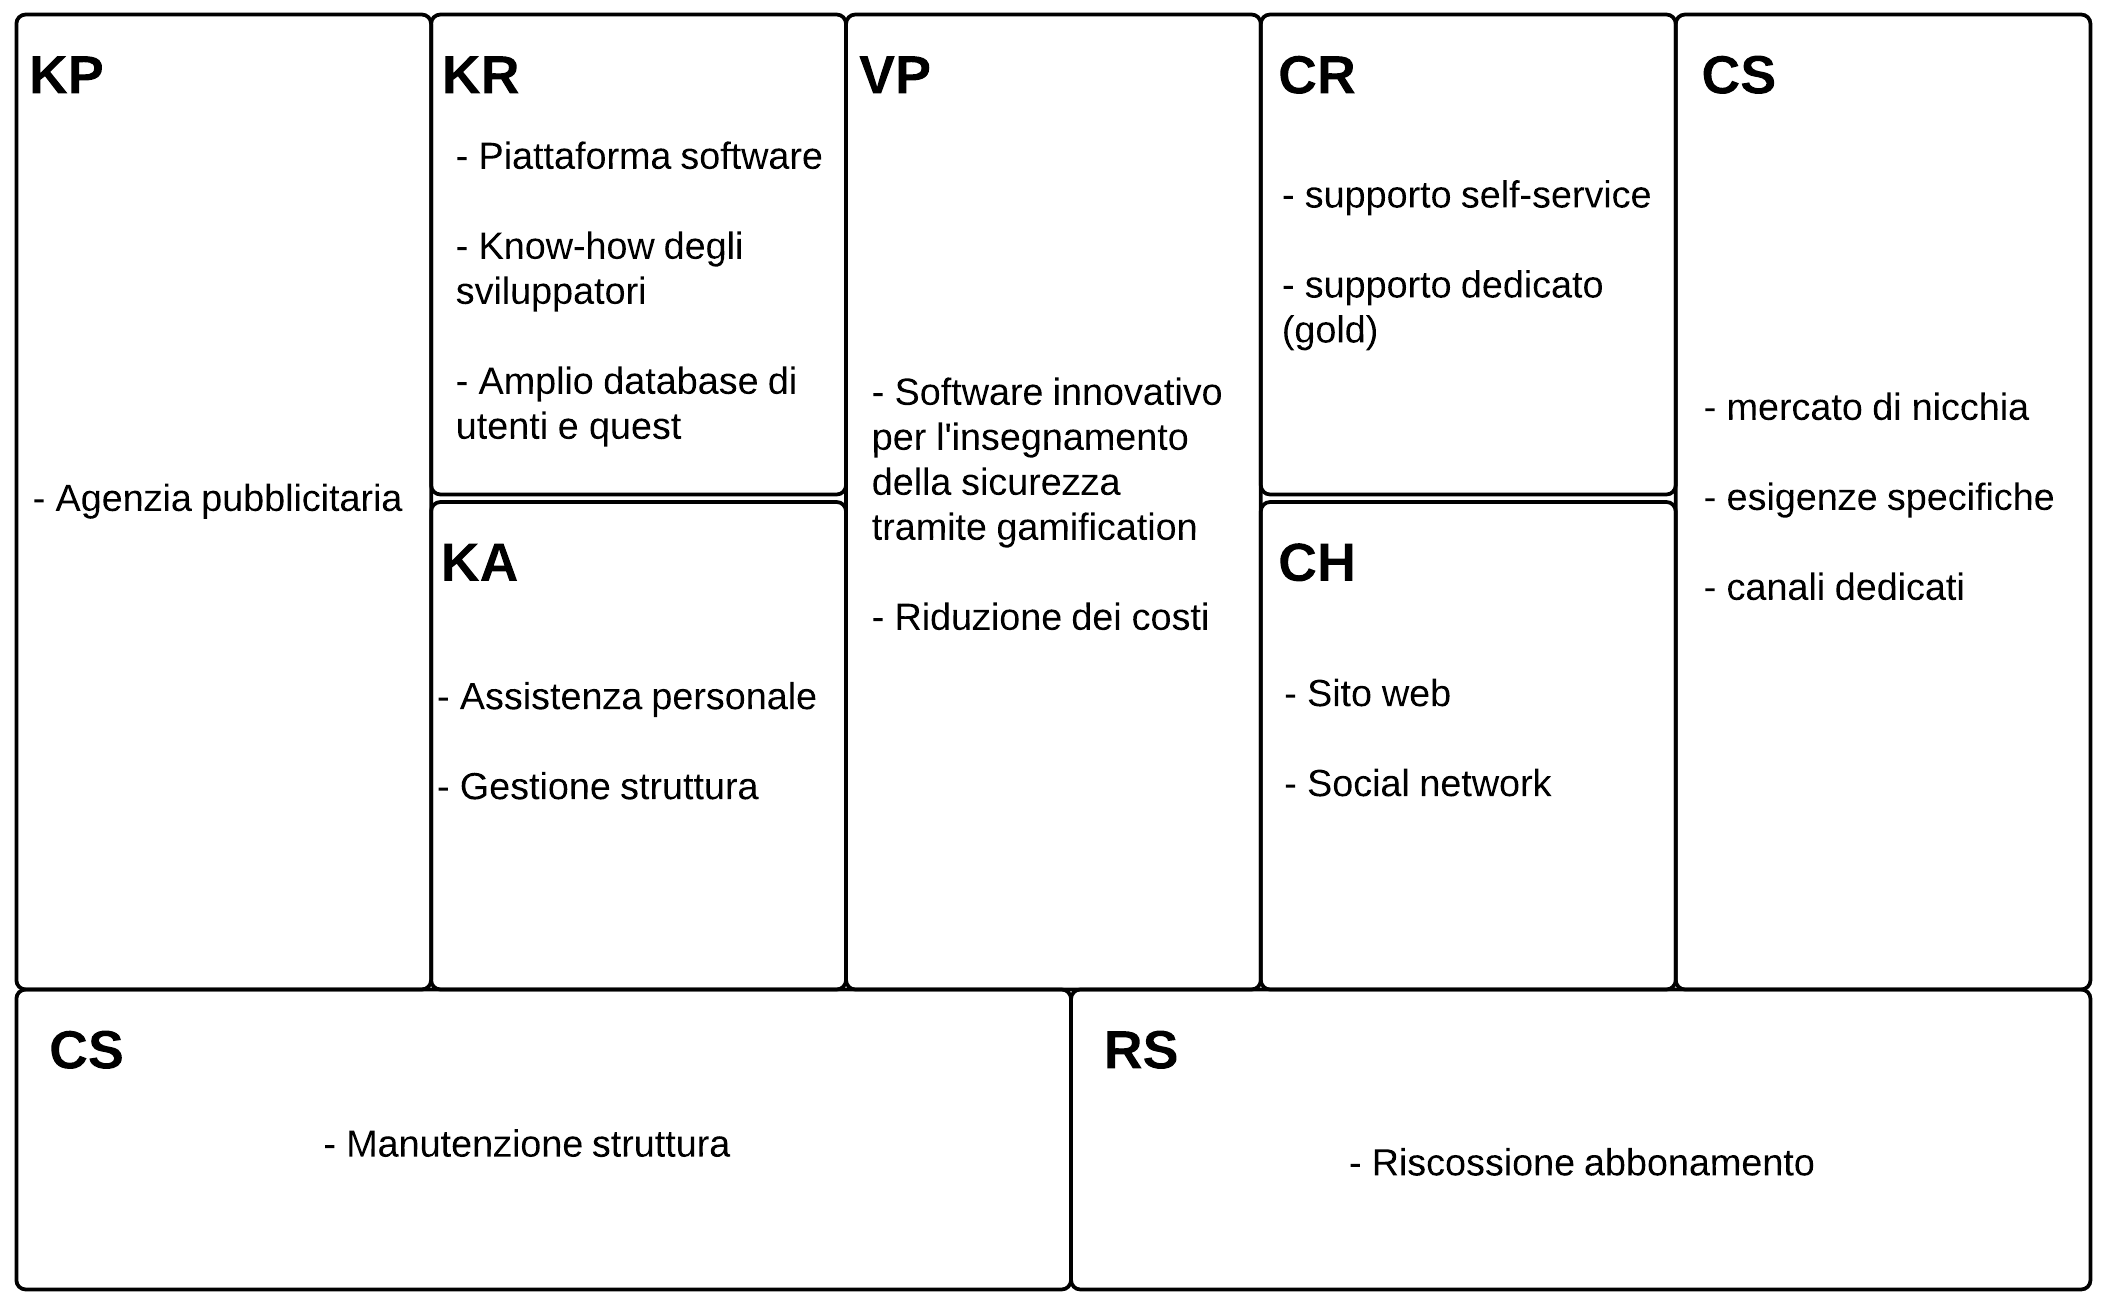 KP
- Agenzia pubblicitaria
KR
- Piattaforma software
- Know-how degli
sviluppatori
- Amplio database di
utenti e quest
KA
- Assistenza personale
- Gestione struttura
VP
- Software innovativo
per l'insegnamento
della sicurezza
tramite gamification
- Riduzione dei costi
CR
- supporto self-service
- supporto dedicato
(gold)
CH
- Sito web
- Social network
CS
- mercato di nicchia
- esigenze specifiche
- canali dedicati
CS
- Manutenzione struttura
RS
- Riscossione abbonamento